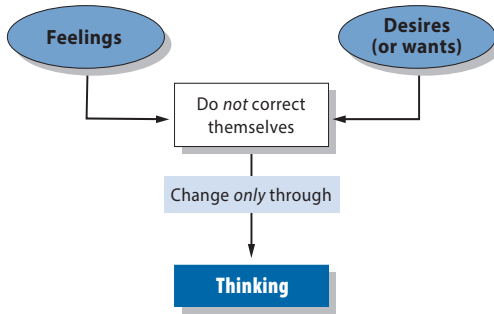 Feelings
Desires
(or wants)
Do not correct
themselves
Change only through
Thinking